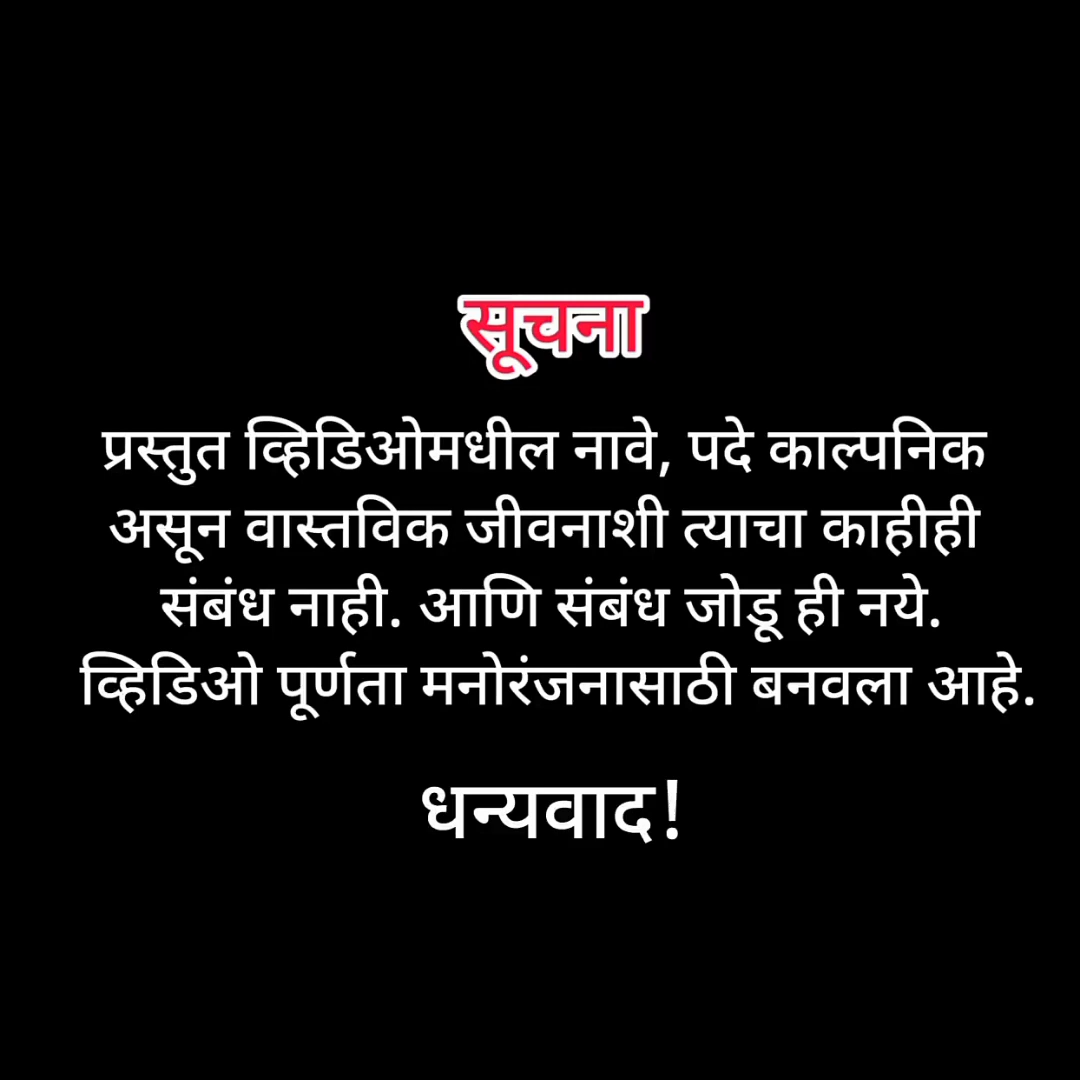 सूचना
प्रस्तुत व्हिडिओमधील नावे, पदे काल्पनिक
असून वास्तविक जीवनाशी त्याचा काहीही
संबंध नाही. आणि संबंध जोडू ही नये.
व्हिडिओ पूर्णता मनोरंजनासाठी बनवला आहे.
धन्यवाद!